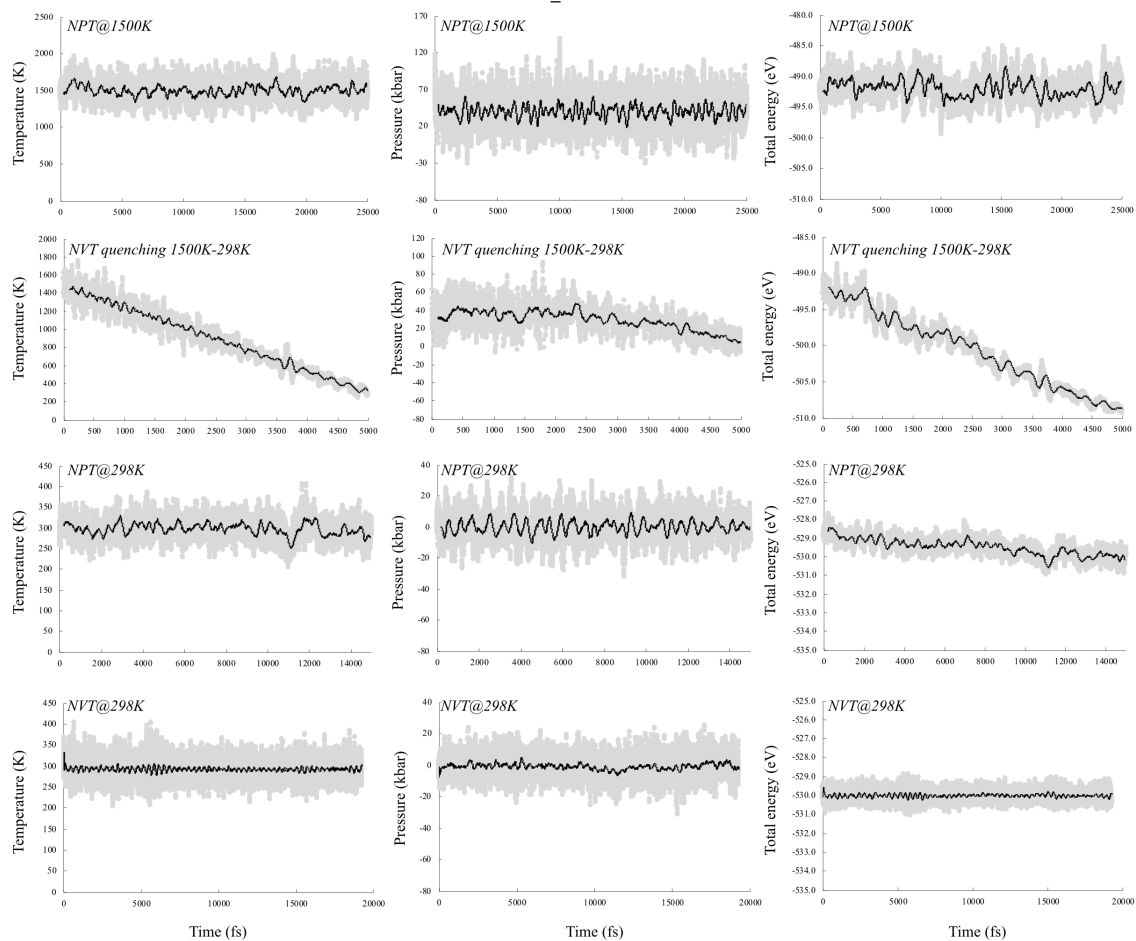 NPT@1500K
Temperature (K)
2500
2000
1500
1000
500
0
0 5000 10000 15000 20000 25000
NPT@1500K
Pressure (kbar)
170
120
70
20
-30
-80
0 5000 10000 15000 20000 25000
NPT@1500K
Total energy (eV)
-480.0
-485.0
-490.0
-495.0
-500.0
-505.0
-510.0
0 5000 10000 15000 20000 25000
NVT quenching 1500K-298K
Temperature (K)
2000
1800
1600
1400
1200
1000
800
600
400
200
0
0 500 1000 1500 2000 2500 3000 3500 4000 4500 5000
NVT quenching 1500K-298K
Pressure (kbar)
120
100
80
60
40
20
0
-20
-40
-60
-80
0 500 1000 1500 2000 2500 3000 3500 4000 4500 5000
NVT quenching 1500K-298K
Total energy (eV)
-485.0
-490.0
-495.0
-500.0
-505.0
-510.0
0 500 1000 1500 2000 2500 3000 3500 4000 4500 5000
NPT@298K
Temperature (K)
450
400
350
300
250
200
150
100
50
0
0 2000 4000 6000 8000 10000 12000 14000
NPT@298K
Pressure (kbar)
40
20
0
-20
-40
-60
-80
0 2000 4000 6000 8000 10000 12000 14000
NPT@298K
Total energy (eV)
-525.0
-526.0
-527.0
-528.0
-529.0
-530.0
-531.0
-532.0
-533.0
-534.0
-535.0
0 2000 4000 6000 8000 10000 12000 14000
NVT@298K
Temperature (K)
450
400
350
300
250
200
150
100
50
0
0 5000 10000 15000 20000
Time (fs)
NVT@298K
Pressure (kbar)
40
20
0
-20
-40
-60
-80
0 5000 10000 15000 20000
Time (fs)
NVT@298K
Total energy (eV)
-525.0
-526.0
-527.0
-528.0
-529.0
-530.0
-531.0
-532.0
-533.0
-534.0
-535.0
0 5000 10000 15000 20000
Time (fs)